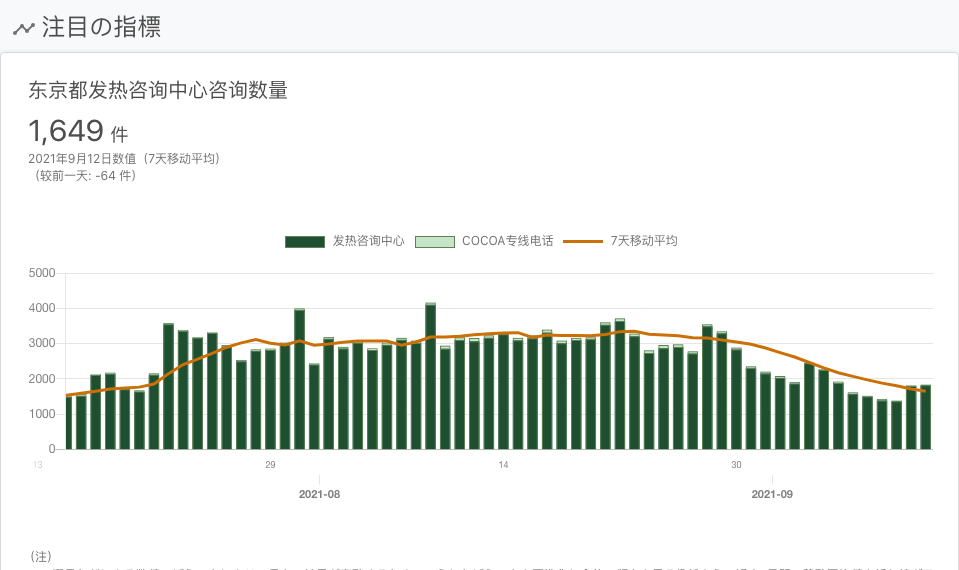 注目の指標
东京都发热咨询中心咨询数量
1,649 件
2021年9月12日数值（7天移动平均）
（较前一天: -64 件）
发热咨询中心 COCOA专线电话 7天移动平均
5000
4000
3000
2000
1000
0
13 29 14 30
2021-08 2021-09
（注）